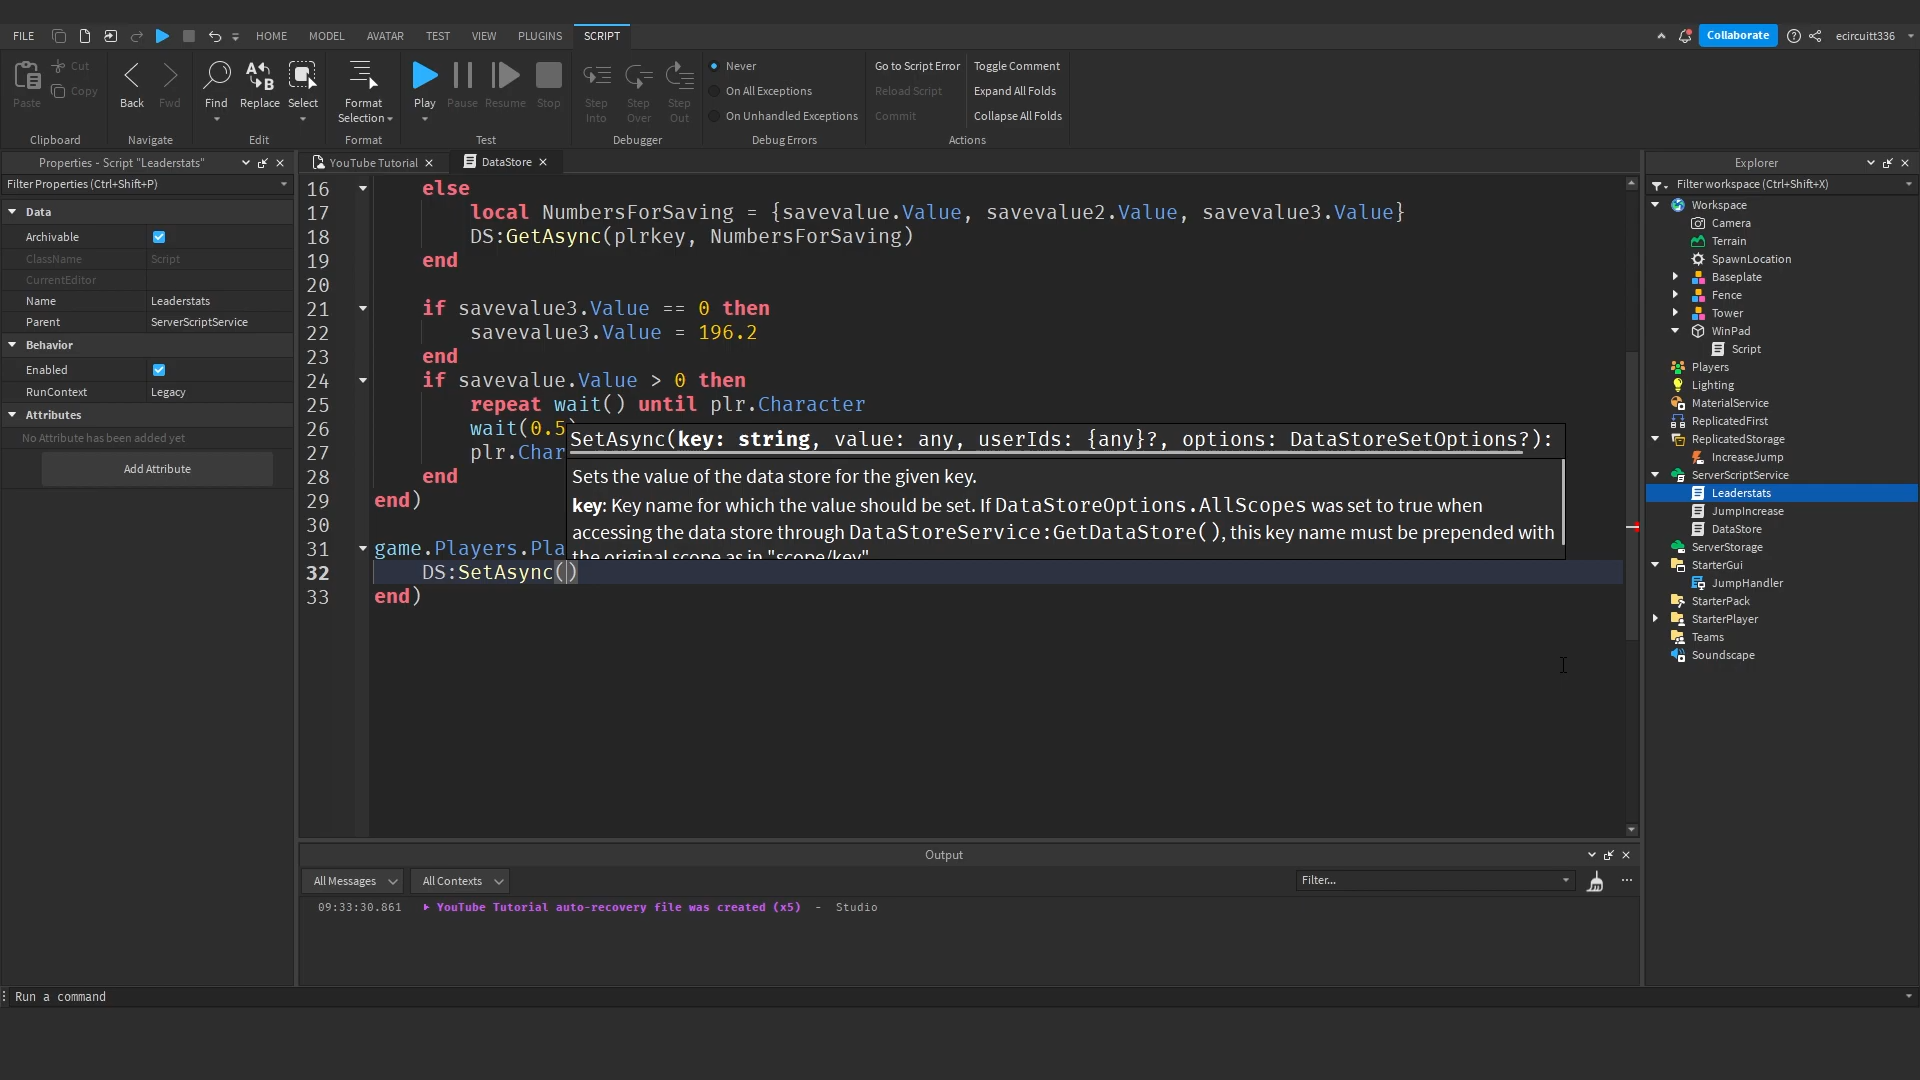 FILE HOME MODEL AVATAR TEST VIEW PLUGINS SCRIPT Collaborate ecircuitt336
Paste Cut Copy Back Fwd Find Replace Select Format Selection Play Pause Resume Stop Step Into Step Over Step Out
Never Go to Script Error Toggle Comment
On All Exceptions Reload Script Expand All Folds
On Unhandled Exceptions Commit Collapse All Folds
Clipboard Navigate Edit Format Test Debugger Debug Errors Actions
Properties - Script "Leaderstats"
Filter Properties (Ctrl+Shift+P)
Data
Archivable
ClassName Script
CurrentEditor
Name Leaderstats
Parent ServerScriptService
Behavior
Enabled
RunContext Legacy
Attributes
No Attribute has been added yet
Add Attribute
YouTube Tutorial DataStore
16 else
17 local NumbersForSaving = {savevalue.Value, savevalue2.Value, savevalue3.Value}
18 DS:GetAsync(plrkey, NumbersForSaving)
19 end
20
21 if savevalue3.Value == 0 then
22 savevalue3.Value = 196.2
23 end
24 if savevalue.Value > 0 then
25 repeat wait() until plr.Character
26 wait(0.5
27 plr.Char
28 end
29 end)
30
31 game.Players.Pla
32 DS:SetAsync()
33 end)
SetAsync(key: string, value: any, userIds: {any}?, options: DataStoreSetOptions?):
Sets the value of the data store for the given key.
key: Key name for which the value should be set. If DataStoreOptions.AllScopes was set to true when
accessing the data store through DataStoreService:GetDataStore(), this key name must be prepended with
the original scope as in "scope/key"
Output
All Messages All Contexts Filter...
09:33:30.861 YouTube Tutorial auto-recovery file was created (x5) - Studio
Run a command
Explorer
Filter workspace (Ctrl+Shift+X)
Workspace
Camera
Terrain
SpawnLocation
Baseplate
Fence
Tower
WinPad
Script
Players
Lighting
MaterialService
ReplicatedFirst
ReplicatedStorage
IncreaseJump
ServerScriptService
Leaderstats
JumpIncrease
DataStore
ServerStorage
StarterGui
JumpHandler
StarterPack
StarterPlayer
Teams
Soundscape